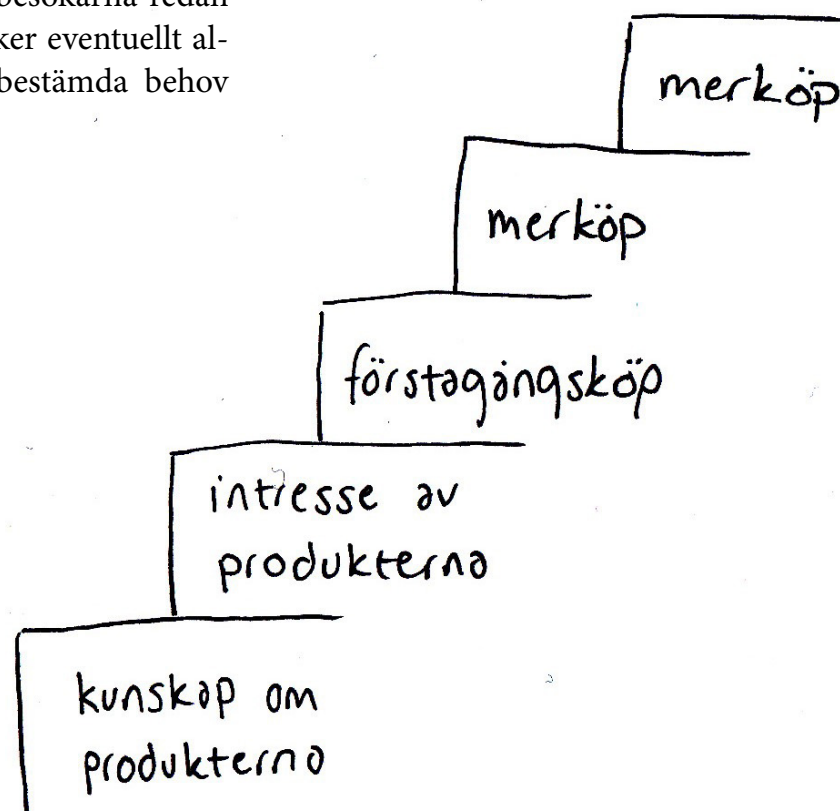 besökarna redan
ker eventuellt al-
bestämda behov
merköp
merköp
förstagångsköp
intresse av
produkterna
kunskap om
produkterna